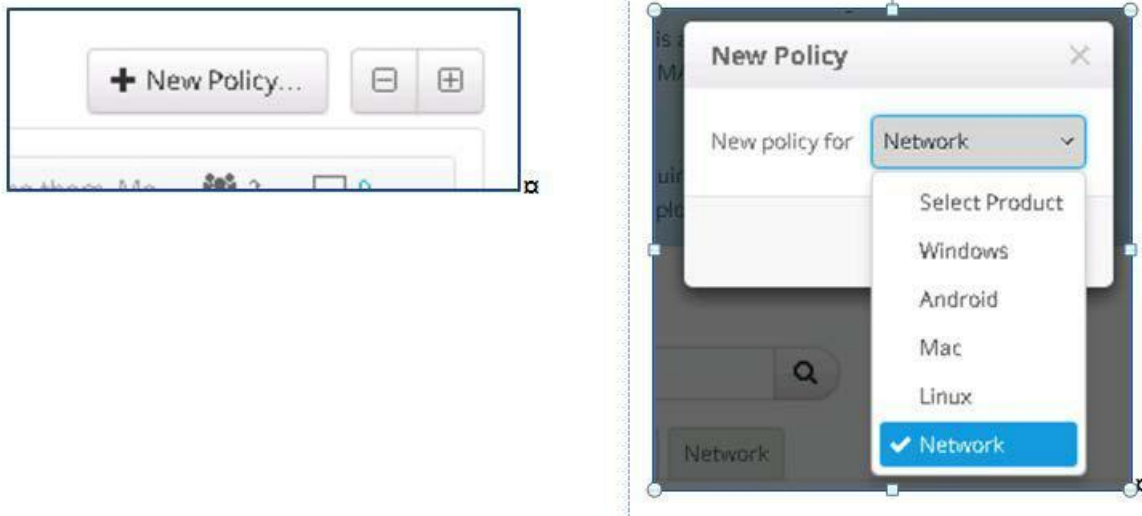 + New Policy...
New Policy
New policy for Network
Select Product
Windows
Android
Mac
Linux
Network
Network